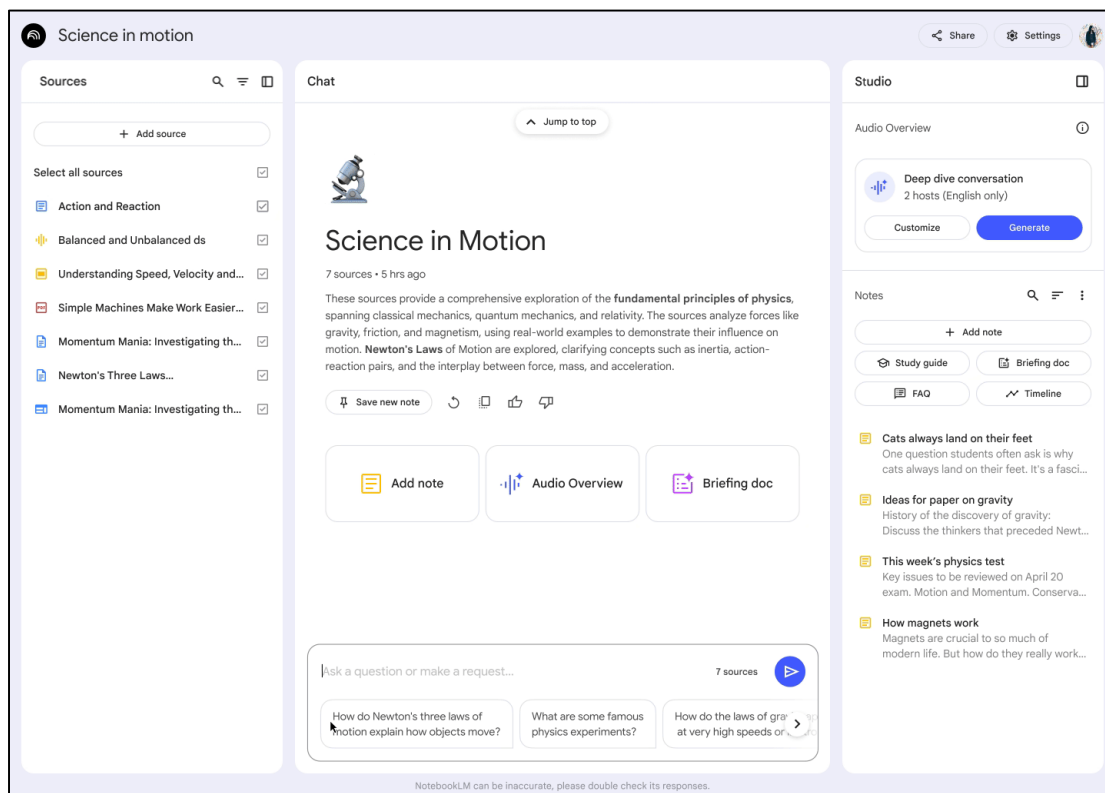 Science in motion
Share
Settings
Sources
+ Add source
Select all sources
Action and Reaction
Balanced and Unbalanced ds
Understanding Speed, Velocity and...
PDF
Simple Machines Make Work Easier...
Momentum Mania: Investigating th...
Newton's Three Laws...
Momentum Mania: Investigating th...
Chat
Jump to top
Science in Motion
7 sources • 5 hrs ago
These sources provide a comprehensive exploration of the fundamental principles of physics,
spanning classical mechanics, quantum mechanics, and relativity. The sources analyze forces like
gravity, friction, and magnetism, using real-world examples to demonstrate their influence on
motion. Newton's Laws of Motion are explored, clarifying concepts such as inertia, action-
reaction pairs, and the interplay between force, mass, and acceleration.
Save new note
Add note
Audio Overview
Briefing doc
Ask a question or make a request...
7 sources
How do Newton's three laws of
motion explain how objects move?
What are some famous
physics experiments?
How do the laws of
at very high speeds
NotebookLM can be inaccurate, please double check its responses.
Studio
Audio Overview
Deep dive conversation
2 hosts (English only)
Customize
Generate
Notes
+ Add note
Study guide
Briefing doc
FAQ
Timeline
Cats always land on their feet
One question students often ask is why
cats always land on their feet. It's a fasci...
Ideas for paper on gravity
History of the discovery of gravity:
Discuss the thinkers that preceded Newt...
This week's physics test
Key issues to be reviewed on April 20
exam. Motion and Momentum. Conserva...
How magnets work
Magnets are crucial to so much of
modern life. But how do they really work...